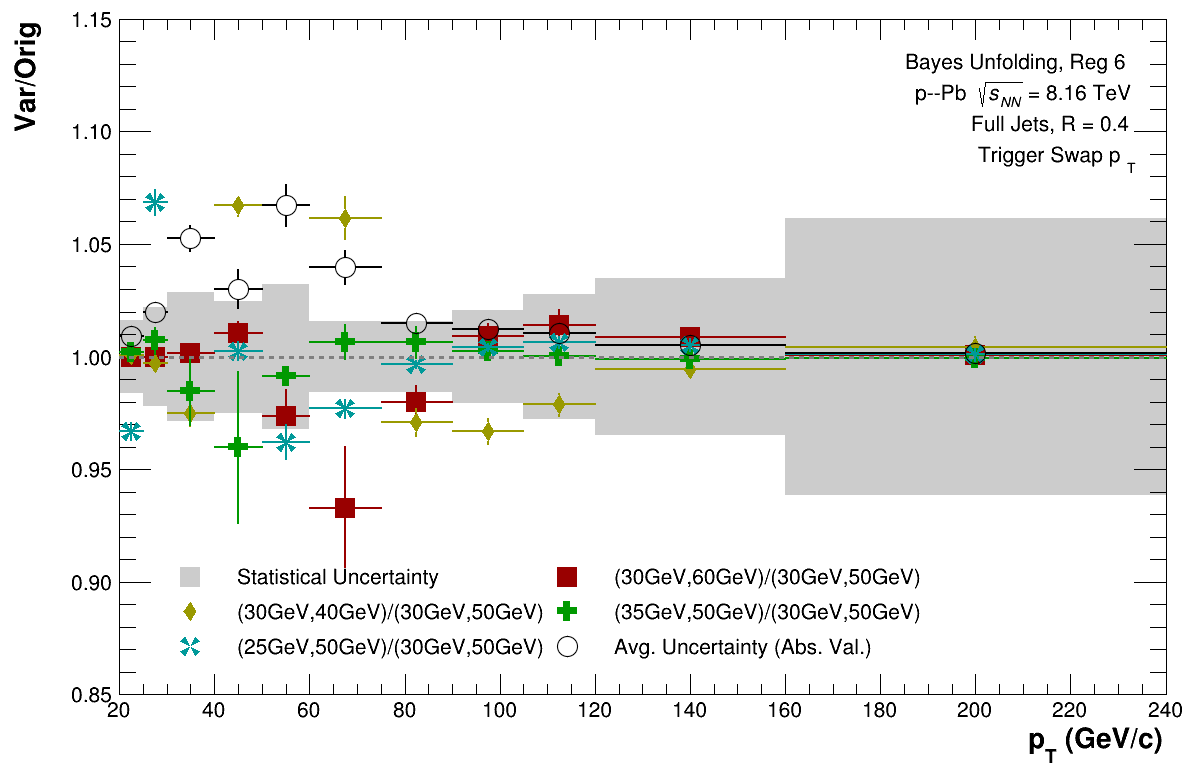 Var/Orig
1.15
1.10
1.05
1.00
0.95
0.90
0.85
Bayes Unfolding, Reg 6
p--Pb √s_NN = 8.16 TeV
Full Jets, R = 0.4
Trigger Swap p_T
Statistical Uncertainty
(30GeV,60GeV)/(30GeV,50GeV)
(30GeV,40GeV)/(30GeV,50GeV)
(35GeV,50GeV)/(30GeV,50GeV)
(25GeV,50GeV)/(30GeV,50GeV)
Avg. Uncertainty (Abs. Val.)
20 40 60 80 100 120 140 160 180 200 220 240
p_T (GeV/c)